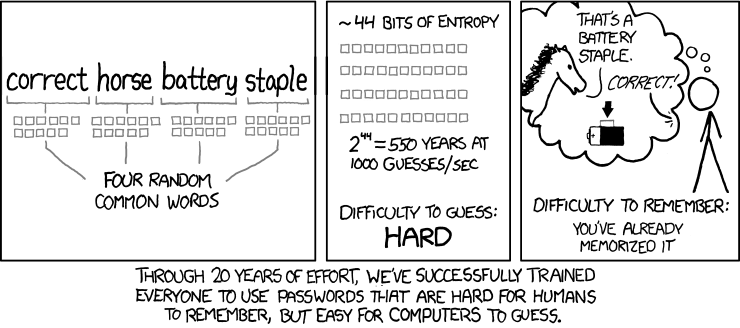 correct horse battery staple
FOUR RANDOM
COMMON WORDS
~44 BITS OF ENTROPY
2⁴⁴ = 550 YEARS AT
1000 GUESSES/SEC
DIFFICULTY TO GUESS:
HARD
THAT'S A
BATTERY
STAPLE.
CORRECT!
DIFFICULTY TO REMEMBER:
YOU'VE ALREADY
MEMORIZED IT
THROUGH 20 YEARS OF EFFORT, WE'VE SUCCESSFULLY TRAINED
EVERYONE TO USE PASSWORDS THAT ARE HARD FOR HUMANS
TO REMEMBER, BUT EASY FOR COMPUTERS TO GUESS.